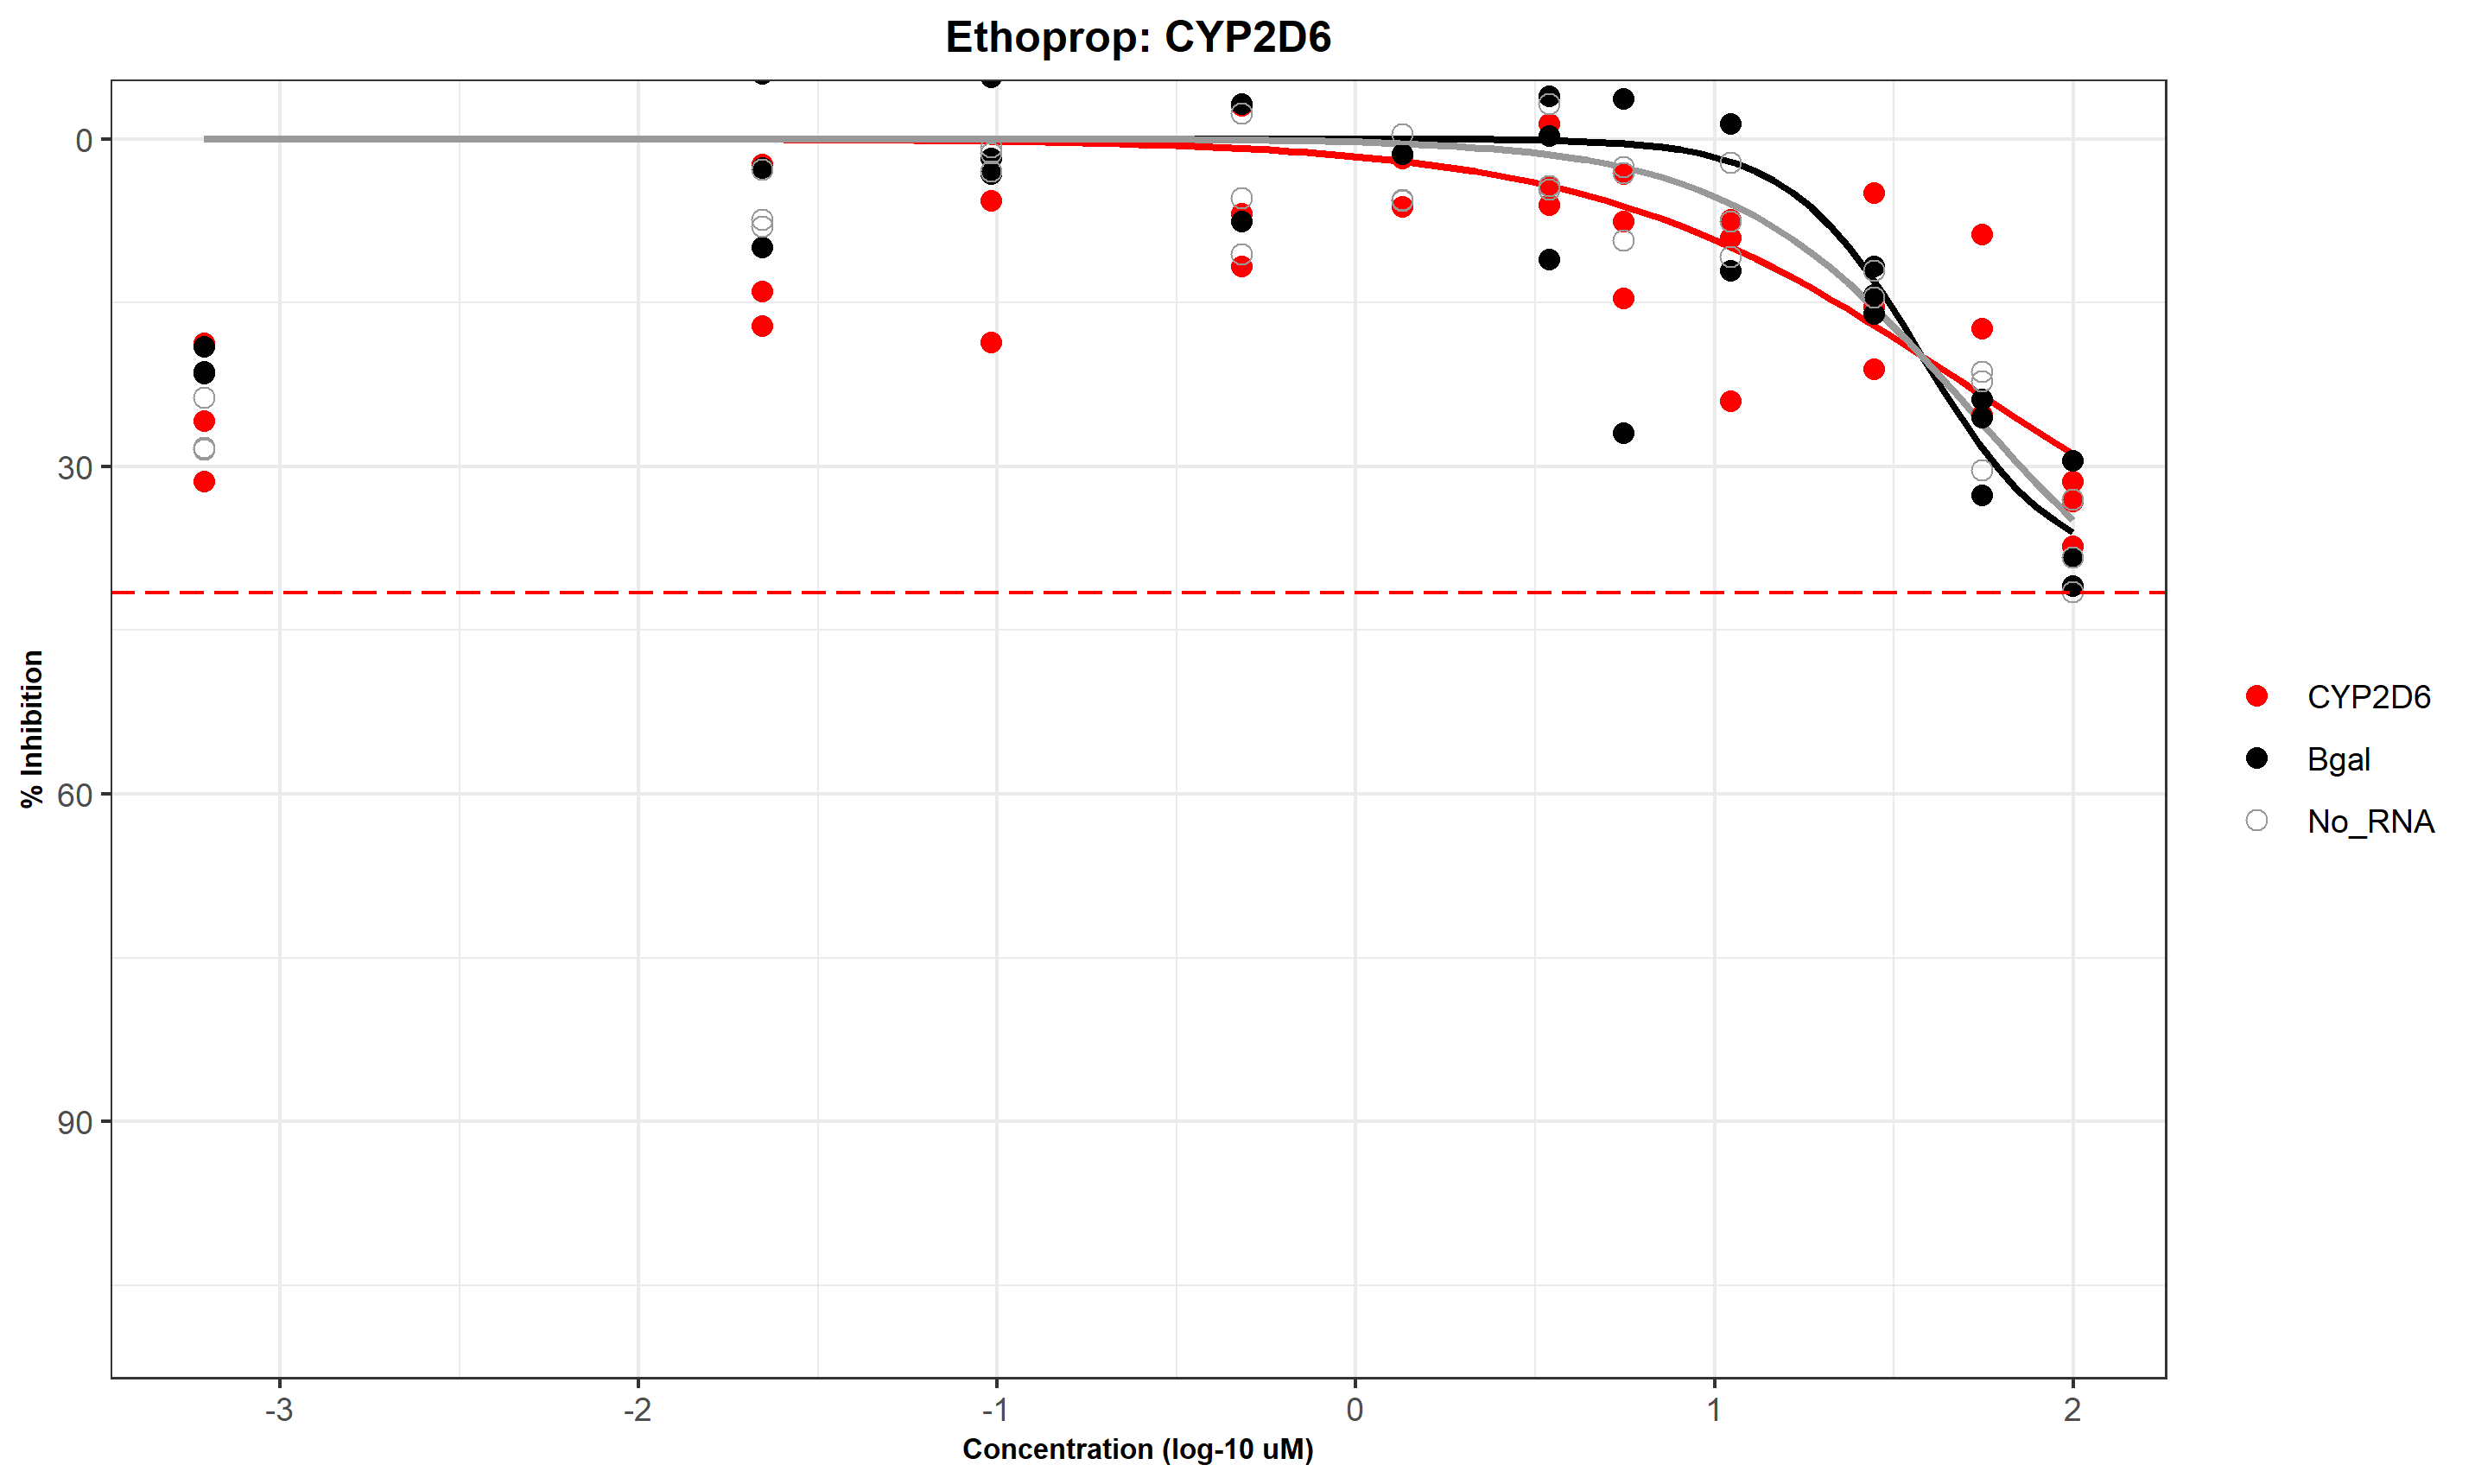 Ethoprop: CYP2D6
% Inhibition
0
30
60
90
-3
-2
-1
0
1
2
Concentration (log-10 uM)
CYP2D6
Bgal
No_RNA